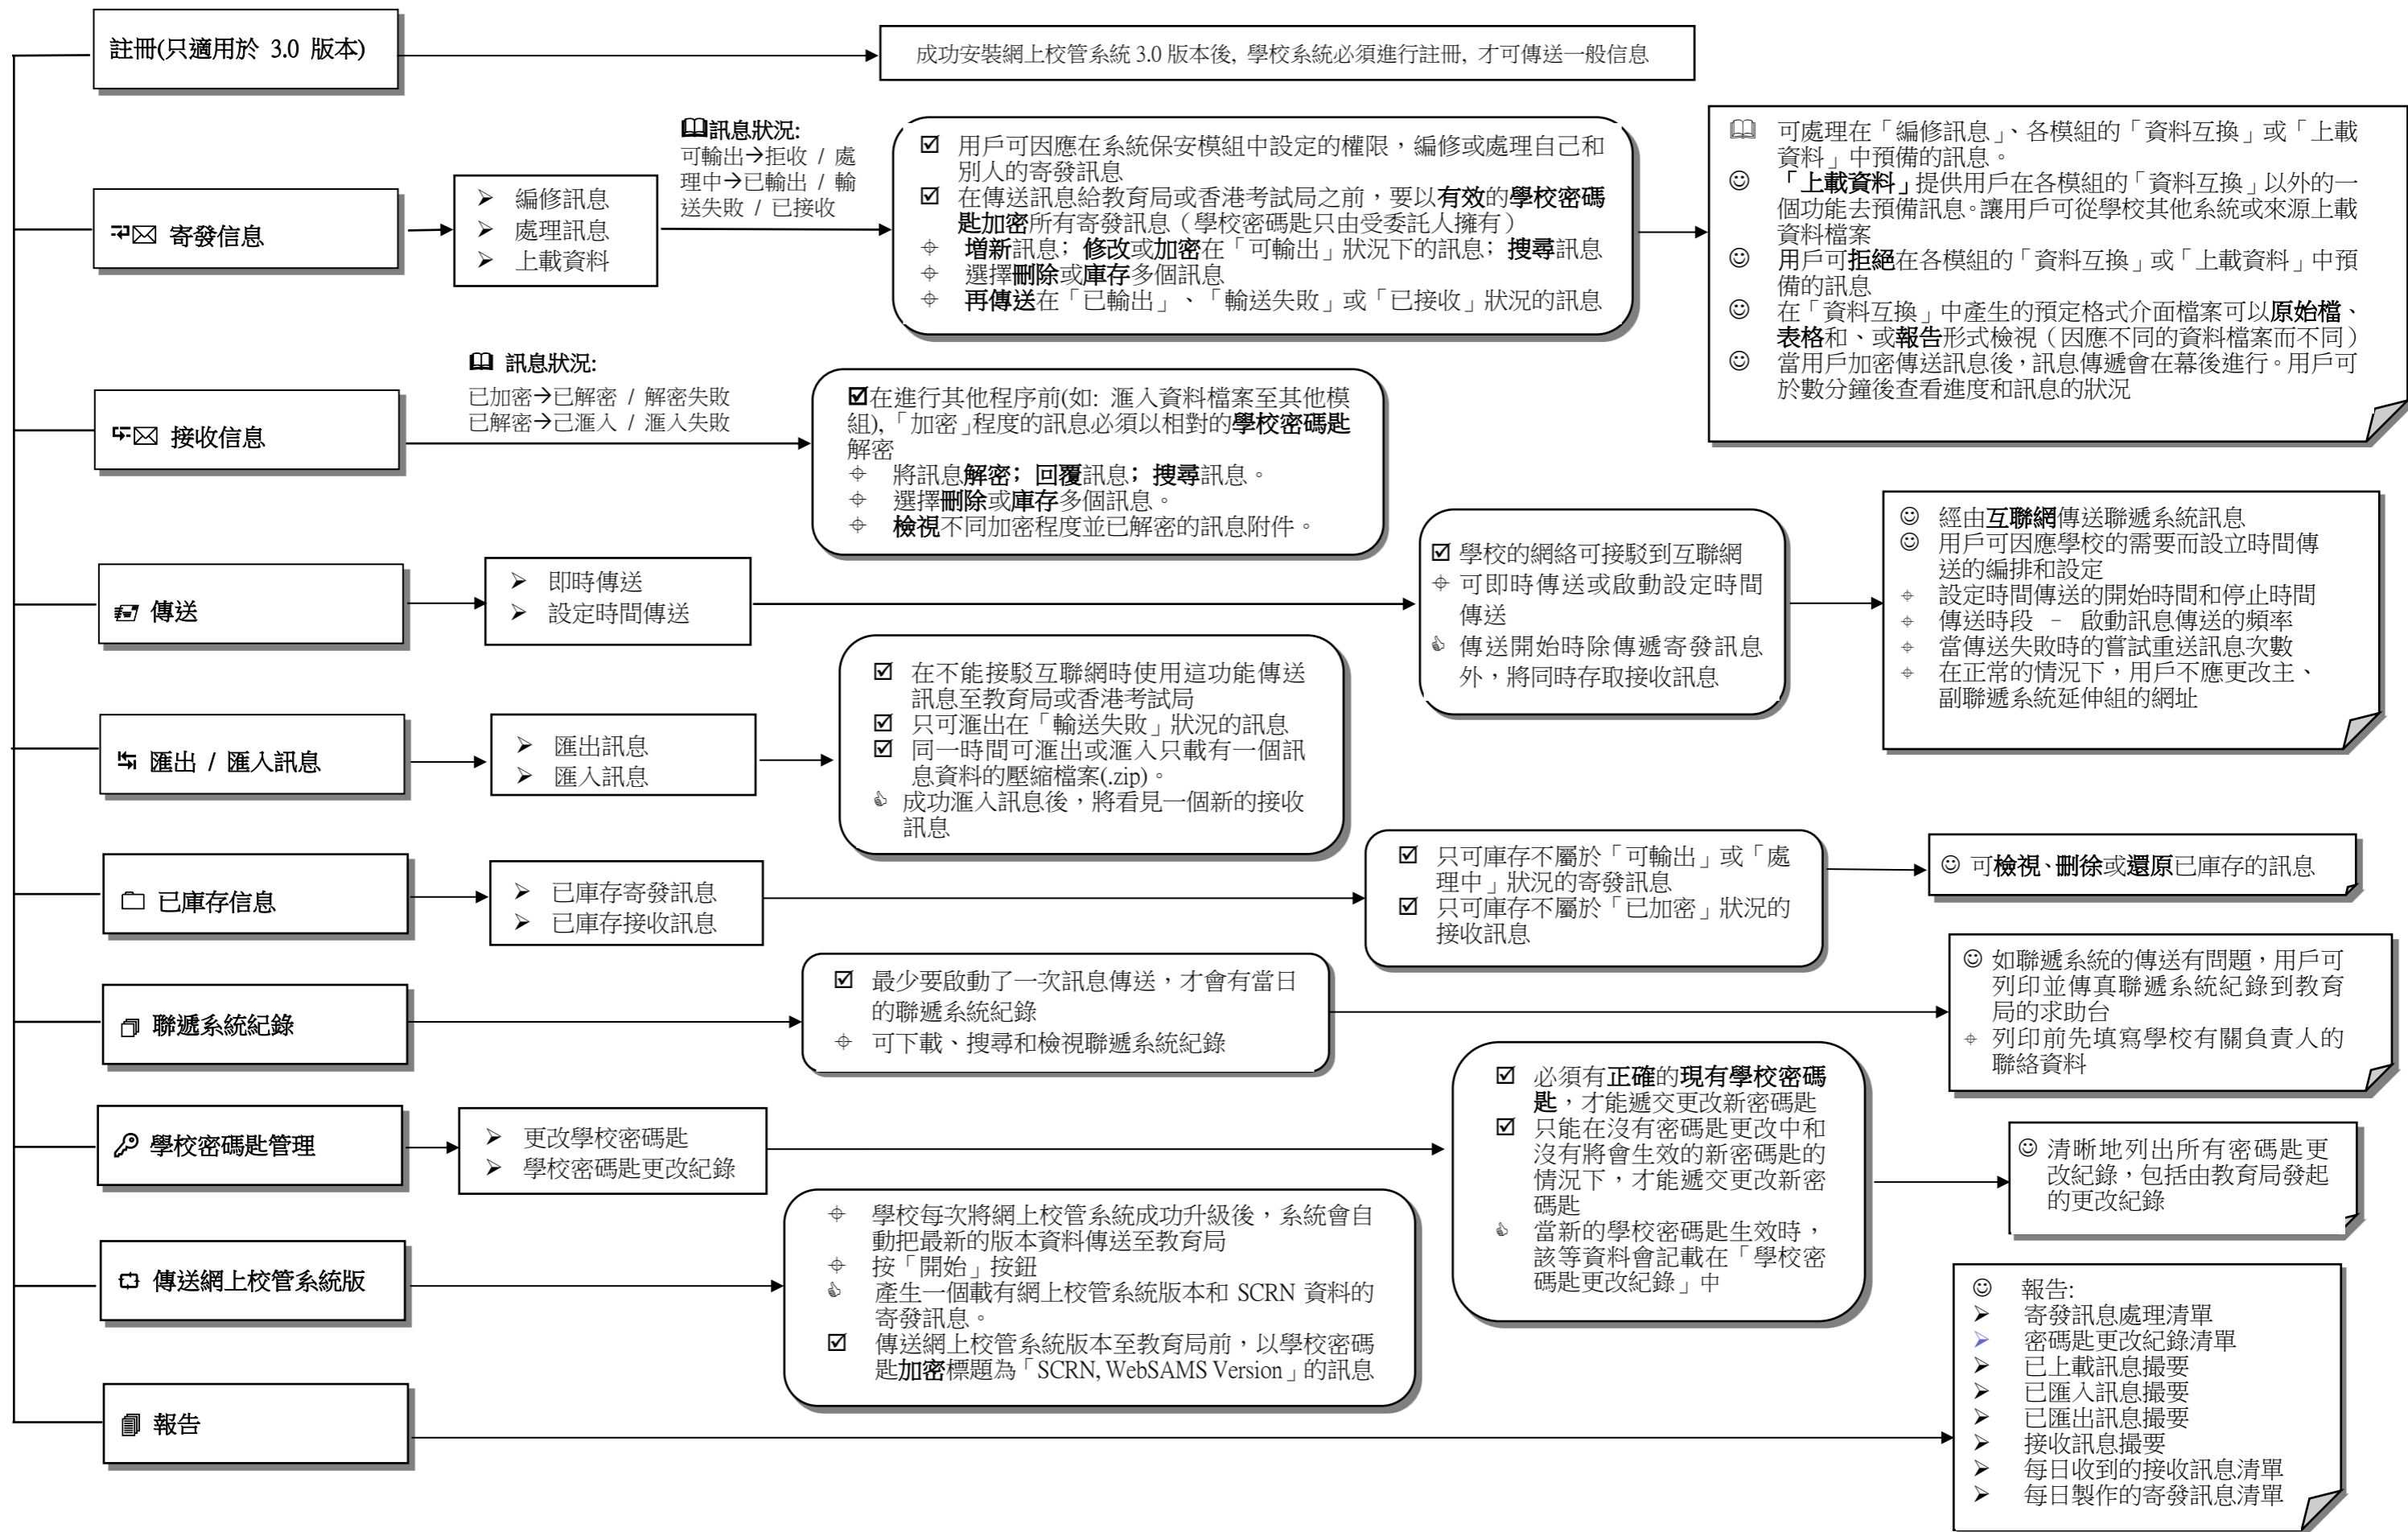 註冊(只適用於 3.0 版本)
成功安裝網上校管系統 3.0 版本後, 學校系統必須進行註冊, 才可傳送一般信息
寄發信息
編修訊息
處理訊息
上載資料
訊息狀況:
可輸出→拒收 / 處
理中→已輸出 / 輸
送失敗 / 已接收
用戶可因應在系統保安模組中設定的權限，編修或處理自己和
別人的寄發訊息
在傳送訊息給教育局或香港考試局之前，要以有效的學校密碼
匙加密所有寄發訊息（學校密碼匙只由受委託人擁有）
增新訊息; 修改或加密在「可輸出」狀況下的訊息; 搜尋訊息
選擇刪除或庫存多個訊息
再傳送在「已輸出」、「輸送失敗」或「已接收」狀況的訊息
可處理在「編修訊息」、各模組的「資料互換」或「上載
資料」中預備的訊息。
「上載資料」提供用戶在各模組的「資料互換」以外的一
個功能去預備訊息。讓用戶可從學校其他系統或來源上載
資料檔案
用戶可拒絕在各模組的「資料互換」或「上載資料」中預
備的訊息
在「資料互換」中產生的預定格式介面檔案可以原始檔、
表格和、或報告形式檢視（因應不同的資料檔案而不同）
當用戶加密傳送訊息後，訊息傳遞會在幕後進行。用戶可
於數分鐘後查看進度和訊息的狀況
接收信息
訊息狀況:
已加密→已解密 / 解密失敗
已解密→己滙入 / 滙入失敗
在進行其他程序前(如: 滙入資料檔案至其他模
組),「加密」程度的訊息必須以相對的學校密碼匙
解密
將訊息解密; 回覆訊息; 搜尋訊息。
選擇刪除或庫存多個訊息。
檢視不同加密程度並已解密的訊息附件。
傳送
即時傳送
設定時間傳送
學校的網絡可接駁到互聯網
可即時傳送或啟動設定時間
傳送
傳送開始時除傳遞寄發訊息
外，將同時存取接收訊息
經由互聯網傳送聯遞系統訊息
用戶可因應學校的需要而設立時間傳
送的編排和設定
設定時間傳送的開始時間和停止時間
傳送時段 – 啟動訊息傳送的頻率
當傳送失敗時的嘗試重送訊息次數
在正常的情況下，用戶不應更改主、
副聯遞系統延伸組的網址
匯出 / 匯入訊息
匯出訊息
匯入訊息
在不能接駁互聯網時使用這功能傳送
訊息至教育局或香港考試局
只可滙出在「輸送失敗」狀況的訊息
同一時間可滙出或滙入只載有一個訊
息資料的壓縮檔案(.zip)。
成功滙入訊息後，將看見一個新的接收
訊息
已庫存信息
已庫存寄發訊息
已庫存接收訊息
只可庫存不屬於「可輸出」或「處
理中」狀況的寄發訊息
只可庫存不屬於「已加密」狀況的
接收訊息
可檢視、刪徐或還原已庫存的訊息
聯遞系統紀錄
最少要啟動了一次訊息傳送，才會有當日
的聯遞系統紀錄
可下載、搜尋和檢視聯遞系統紀錄
如聯遞系統的傳送有問題，用戶可
列印並傳真聯遞系統紀錄到教育
局的求助台
列印前先填寫學校有關負責人的
聯絡資料
學校密碼匙管理
更改學校密碼匙
學校密碼匙更改紀錄
必須有正確的現有學校密碼
匙，才能遞交更改新密碼匙
只能在沒有密碼匙更改中和
沒有將會生效的新密碼匙的
情況下，才能遞交更改新密
碼匙
當新的學校密碼匙生效時，
該等資料會記載在「學校密
碼匙更改紀錄」中
清晰地列出所有密碼匙更
改紀錄，包括由教育局發起
的更改紀錄
傳送網上校管系統版
學校每次將網上校管系統成功升級後，系統會自
動把最新的版本資料傳送至教育局
按「開始」按鈕
產生一個載有網上校管系統版本和 SCRN 資料的
寄發訊息。
傳送網上校管系統版本至教育局前，以學校密碼
匙加密標題為「SCRN, WebSAMS Version」的訊息
報告
報告:
寄發訊息處理清單
密碼匙更改紀錄清單
已上載訊息撮要
已匯入訊息撮要
已匯出訊息撮要
接收訊息撮要
每日收到的接收訊息清單
每日製作的寄發訊息清單